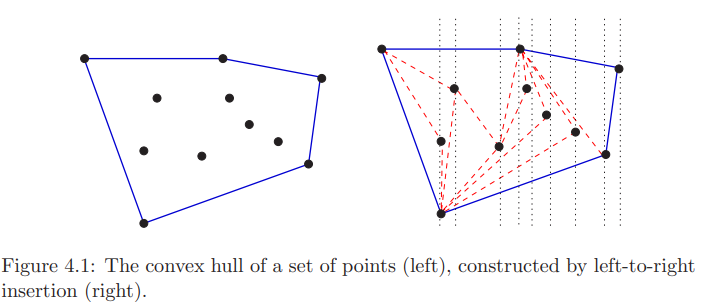 Figure 4.1: The convex hull of a set of points (left), constructed by left-to-right
insertion (right).